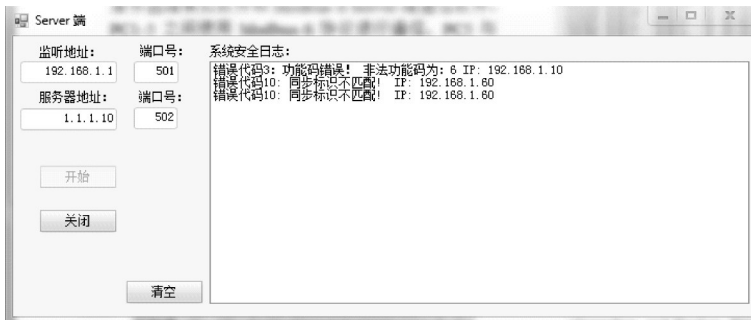 Server 端
监听地址:
端口号:
系统安全日志:
192.168.1.1
501
错误代码3: 功能码错误! 非法功能码为: 6 IP: 192.168.1.10
错误代码10: 同步标识不匹配! IP: 192.168.1.60
错误代码10: 同步标识不匹配! IP: 192.168.1.60
服务器地址:
端口号:
1.1.1.10
502
开始
关闭
清空